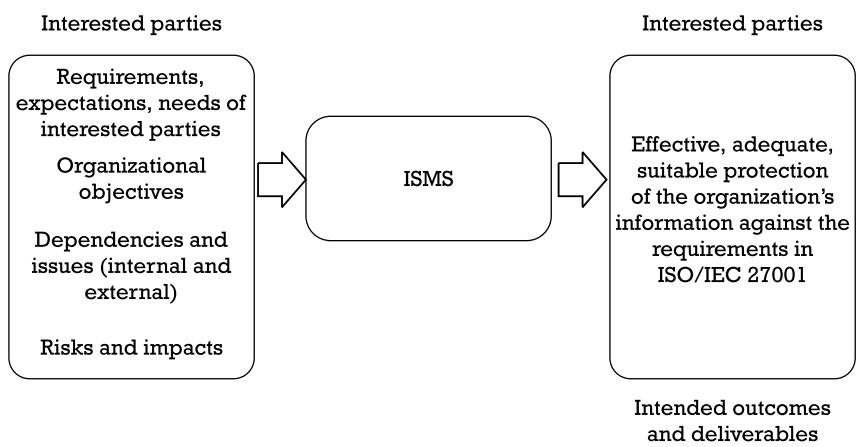 Interested parties
Requirements,
expectations, needs of
interested parties
Organizational
objectives
Dependencies and
issues (internal and
external)
Risks and impacts
ISMS
Interested parties
Effective, adequate,
suitable protection
of the organization’s
information against the
requirements in
ISO/IEC 27001
Intended outcomes
and deliverables